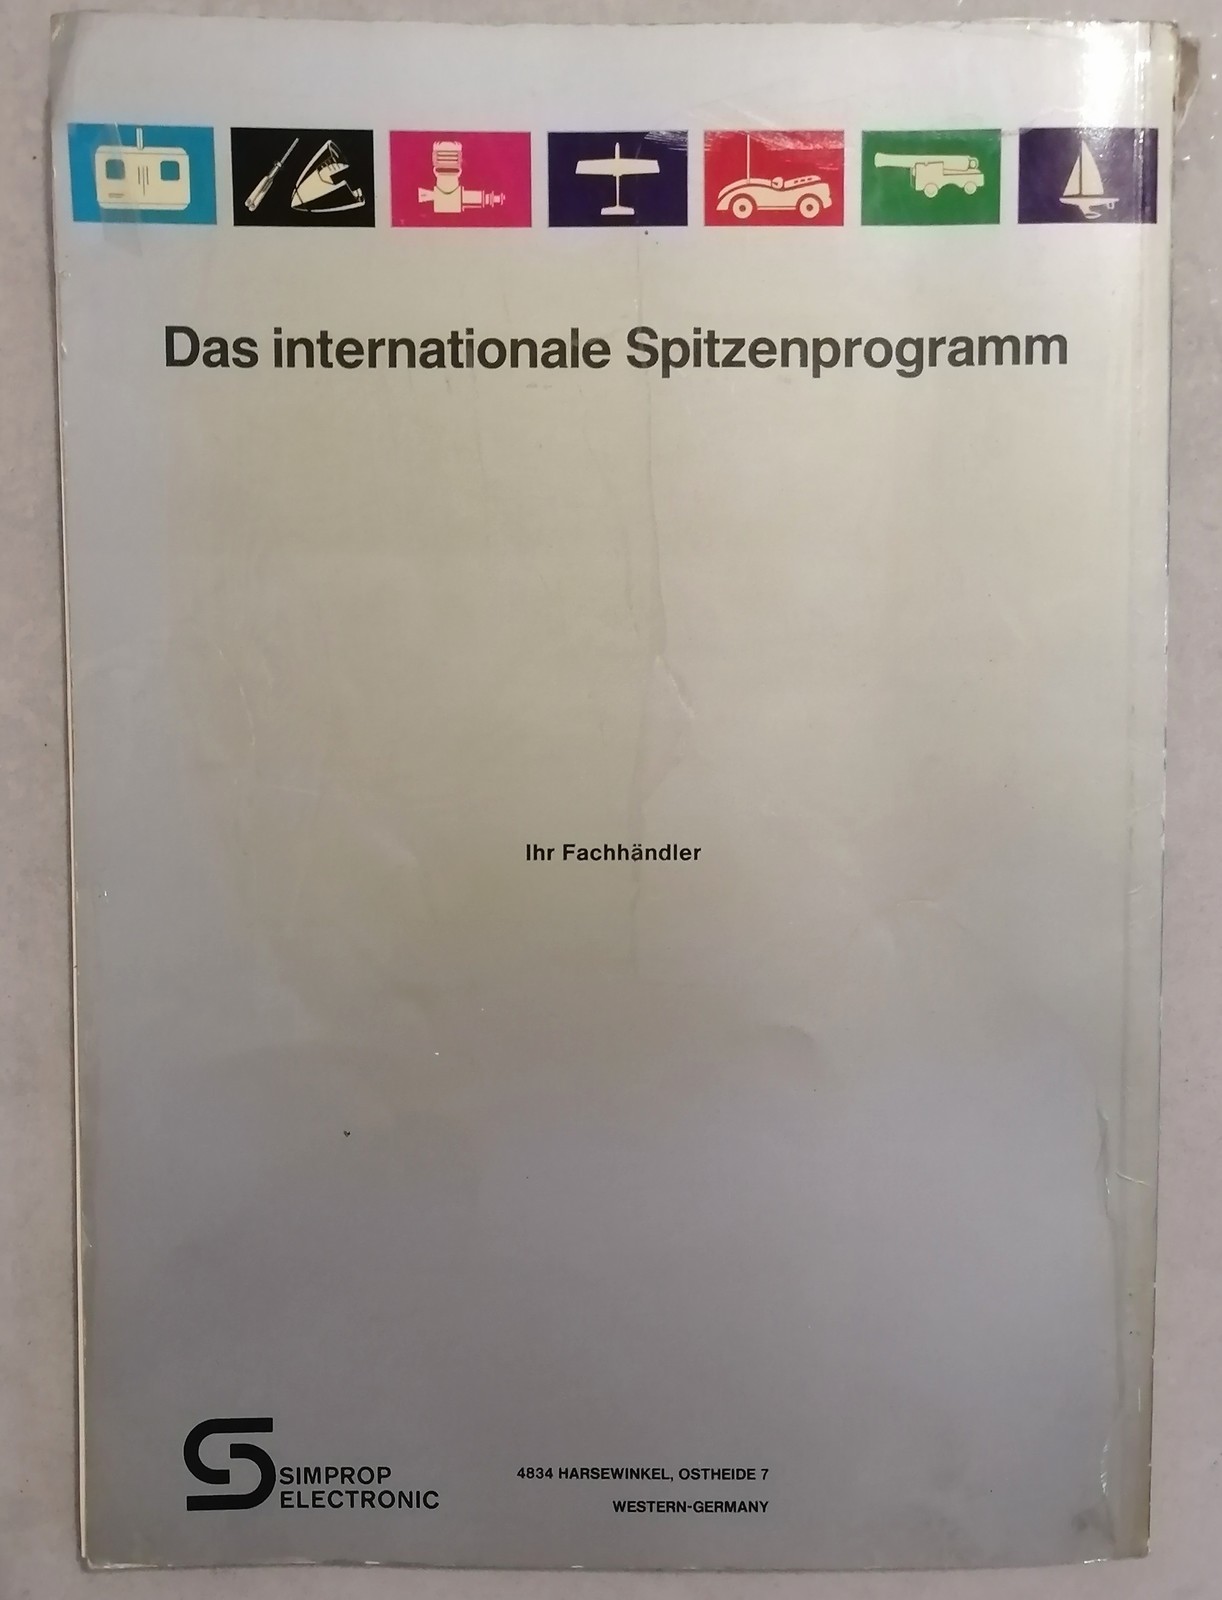 Das internationale Spitzenprogramm
Ihr Fachhändler
SIMPROP
ELECTRONIC
4834 HARSEWINKEL, OSTHEIDE 7
WESTERN-GERMANY